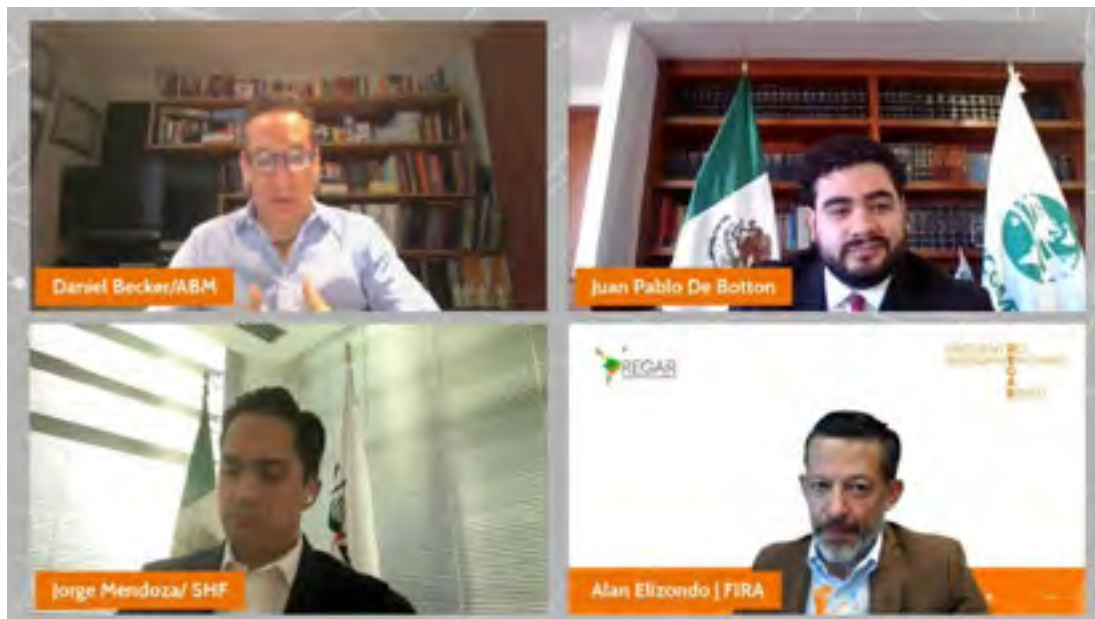 Daniel Becker/ABM
Juan Pablo De Botton
REGAR
Jorge Mendoza/ SHF
Alan Elizondo | FIRA